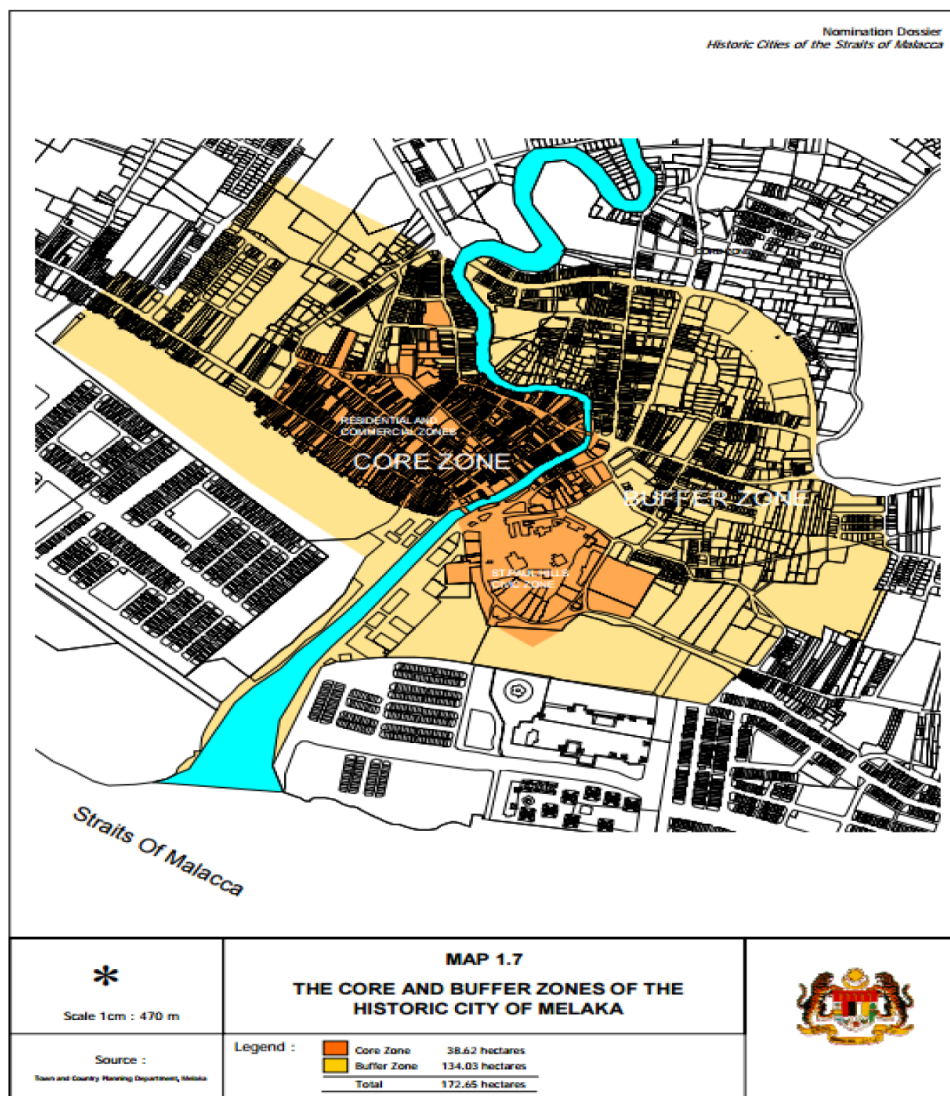 Nomination Dossier
Historic Cities of the Straits of Malacca
RESIDENTIAL AND
COMMERCIAL ZONES
CORE ZONE
BUFFER ZONE
ST.PAUL HILLS
CIVIC ZONE
Straits Of Malacca
*
Scale 1cm : 470 m
Source :
Town and Country Planning Department, Melaka
MAP 1.7
THE CORE AND BUFFER ZONES OF THE
HISTORIC CITY OF MELAKA
Legend :
Core Zone 38.62 hectares
Buffer Zone 134.03 hectares
Total 172.65 hectares